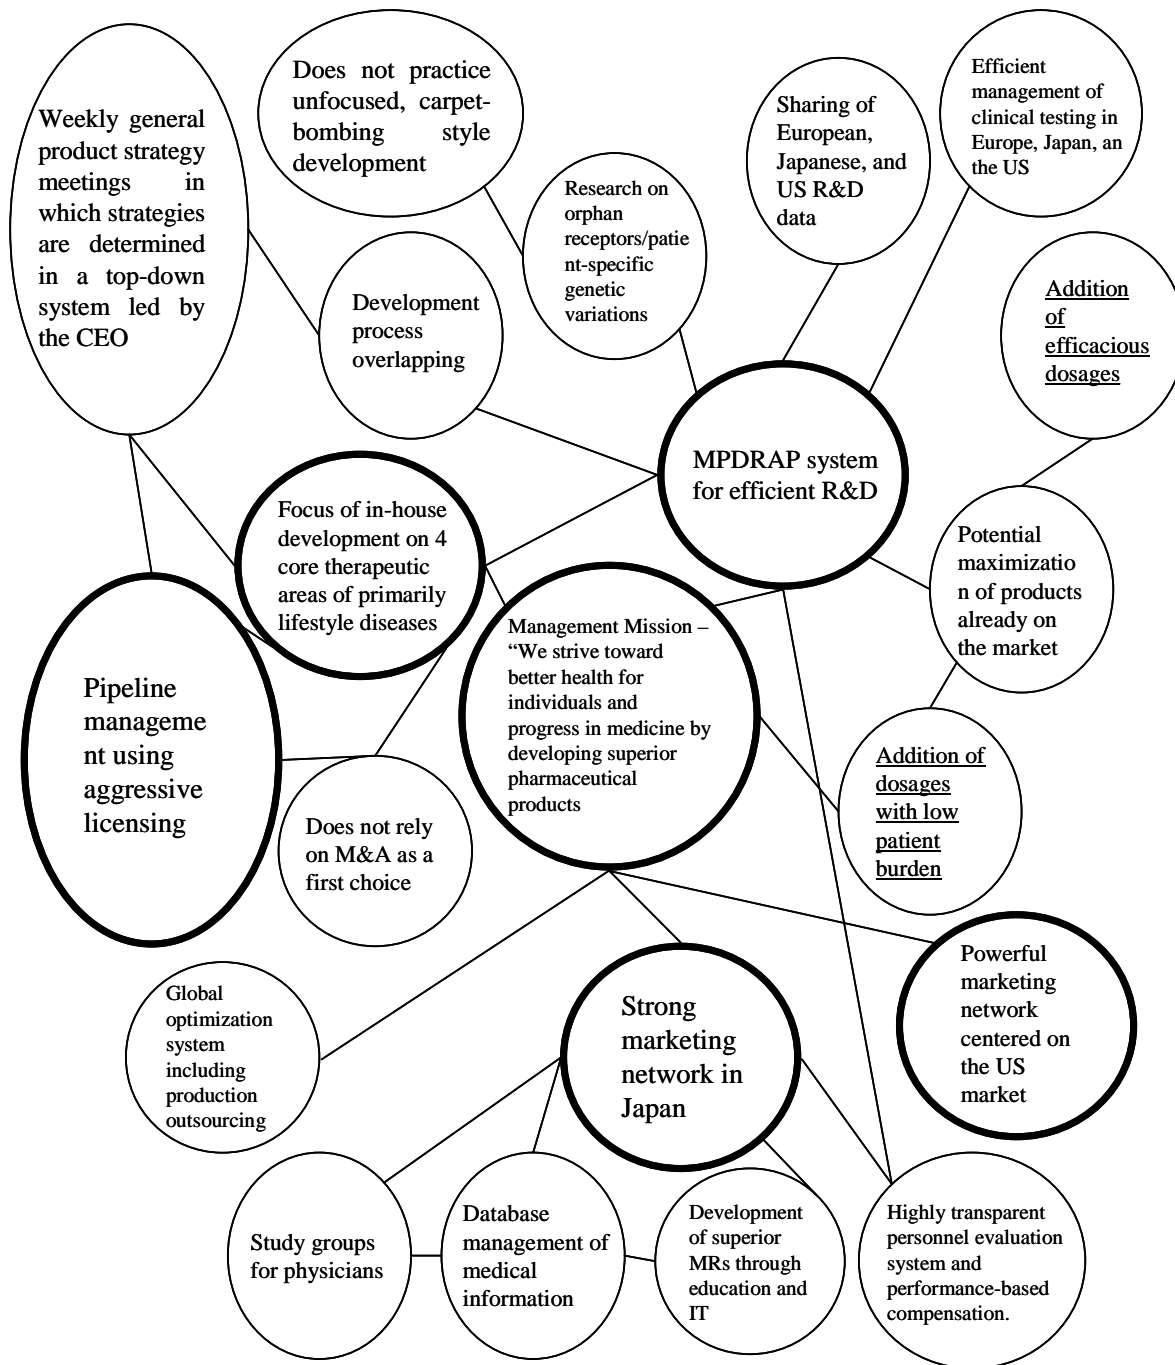 Weekly general
product strategy
meetings in
which strategies
are determined
in a top-down
system led by
the CEO
Does not practice
unfocused, carpet-
bombing style
development
Research on
orphan
receptors/patie
nt-specific
genetic
variations
Sharing of
European,
Japanese, and
US R&D
data
Efficient
management of
clinical testing in
Europe, Japan, an
the US
Development
process
overlapping
Addition
of
efficacious
dosages
MPDRAP system
for efficient R&D
Focus of in-house
development on 4
core therapeutic
areas of primarily
lifestyle diseases
Potential
maximizatio
n of products
already on
the market
Management Mission –
“We strive toward
better health for
individuals and
progress in medicine by
developing superior
pharmaceutical
products
Pipeline
manageme
nt using
aggressive
licensing
Does not rely
on M&A as a
first choice
Addition of
dosages
with low
patient
burden
Global
optimization
system
including
production
outsourcing
Strong
marketing
network in
Japan
Powerful
marketing
network
centered on
the US
market
Study groups
for physicians
Database
management of
medical
information
Development
of superior
MRs through
education and
IT
Highly transparent
personnel evaluation
system and
performance-based
compensation.